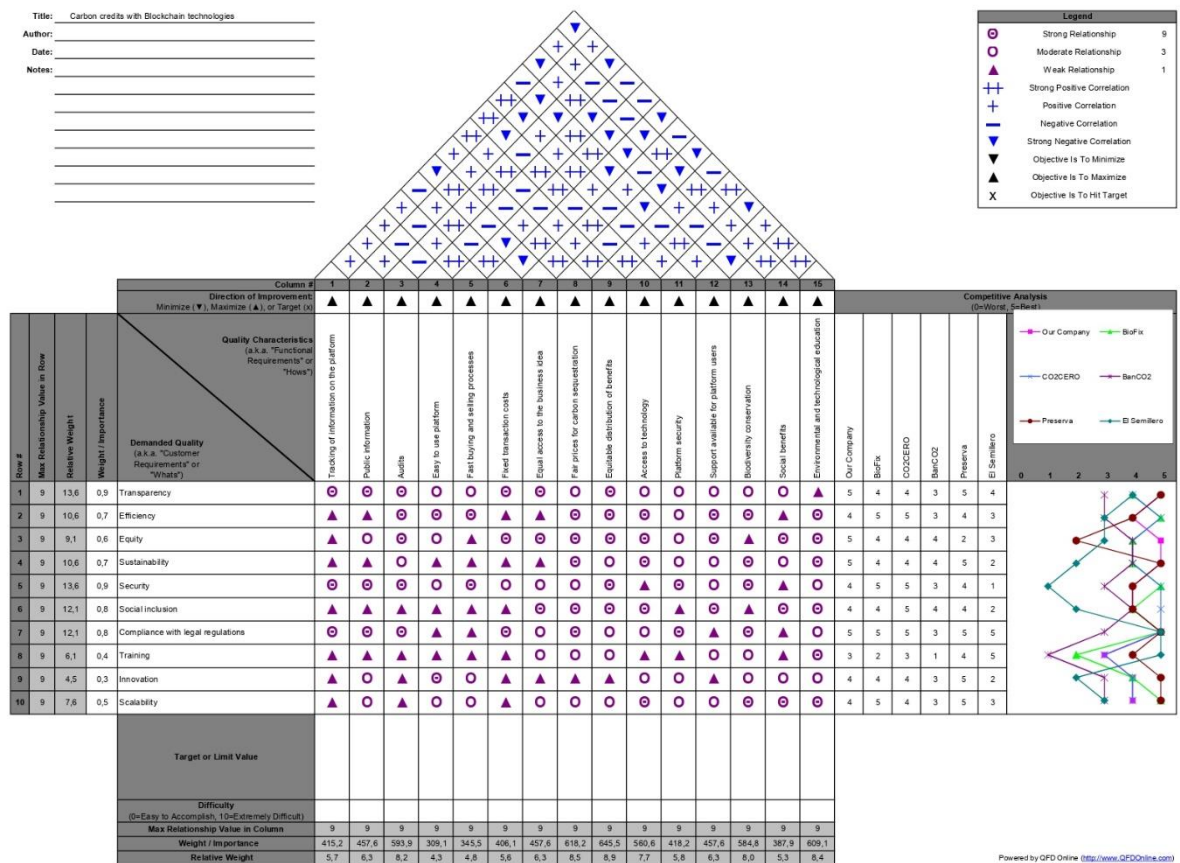 Title: Carbon credits with Blockchain technologies
Author:
Date:
Notes:
Legend
Strong Relationship 9
Moderate Relationship 3
Weak Relationship 1
Strong Positive Correlation
Positive Correlation
Negative Correlation
Strong Negative Correlation
Objective Is To Minimize
Objective Is To Maximize
X Objective Is To Hit Target
Column # 1 2 3 4 5 6 7 8 9 10 11 12 13 14 15
Direction of Improvement:
Minimize (▼), Maximize (▲), or Target (x)
Competitive Analysis
(0=Worst, 5=Best)
Row #
Max Relationship Value in Row
Relative Weight
Weight / Importance
Quality Characteristics
(a.k.a. "Functional
Requirements" or
"Hows")
Demanded Quality
(a.k.a. "Customer
Requirements" or
"Whats")
Tracking of information on the platform
Public information
Audits
Easy to use platform
Fast buying and selling processes
Fixed transaction costs
Equal access to the business idea
Fair prices for carbon sequestration
Equitable distribution of benefits
Access to technology
Platform security
Support available for platform users
Biodiversity conservation
Social benefits
Environmental and technological education
Our Company
BioFix
CO2CERO
BanCO2
Preserva
El Semillero
Our Company BioFix
CO2CERO BanCO2
Preserva El Semillero
0 1 2 3 4 5
1 9 13,6 0,9 Transparency 5 4 4 3 5 4
2 9 10,6 0,7 Efficiency 4 5 5 3 4 3
3 9 9,1 0,6 Equity 5 4 4 4 2 3
4 9 10,6 0,7 Sustainability 5 4 4 4 5 2
5 9 13,6 0,9 Security 5 4 5 3 4 1
6 9 12,1 0,8 Social inclusion 4 4 5 4 4 2
7 9 12,1 0,8 Compliance with legal regulations 5 5 5 3 5 5
8 9 6,1 0,4 Training 3 2 3 1 4 5
9 9 4,5 0,3 Innovation 4 4 4 3 5 2
10 9 7,6 0,5 Scalability 4 5 4 3 5 3
Target or Limit Value
Difficulty
(0=Easy to Accomplish, 10=Extremely Difficult)
Max Relationship Value in Column 9 9 9 9 9 9 9 9 9 9 9 9 9 9 9
Weight / Importance 415,2 457,6 593,9 309,1 345,5 406,1 457,6 618,2 645,5 560,6 418,2 457,6 584,8 387,9 609,1
Relative Weight 5,7 6,3 8,2 4,3 4,8 5,6 6,3 8,5 8,9 7,7 5,8 6,3 8,0 5,3 8,4
Powered by QFD Online (http://www.QFDOnline.com)